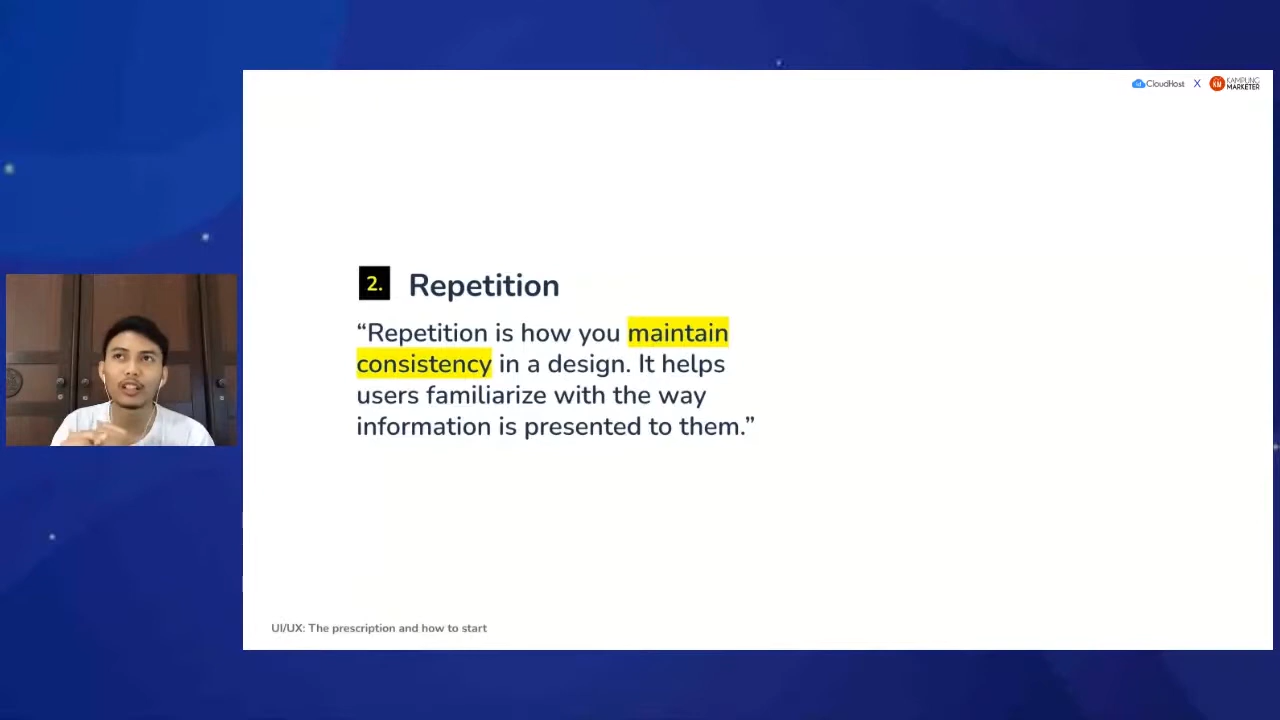 CloudHost X KAMPUNG MARKETER
2. Repetition
“Repetition is how you maintain
consistency in a design. It helps
users familiarize with the way
information is presented to them.”
UI/UX: The prescription and how to start